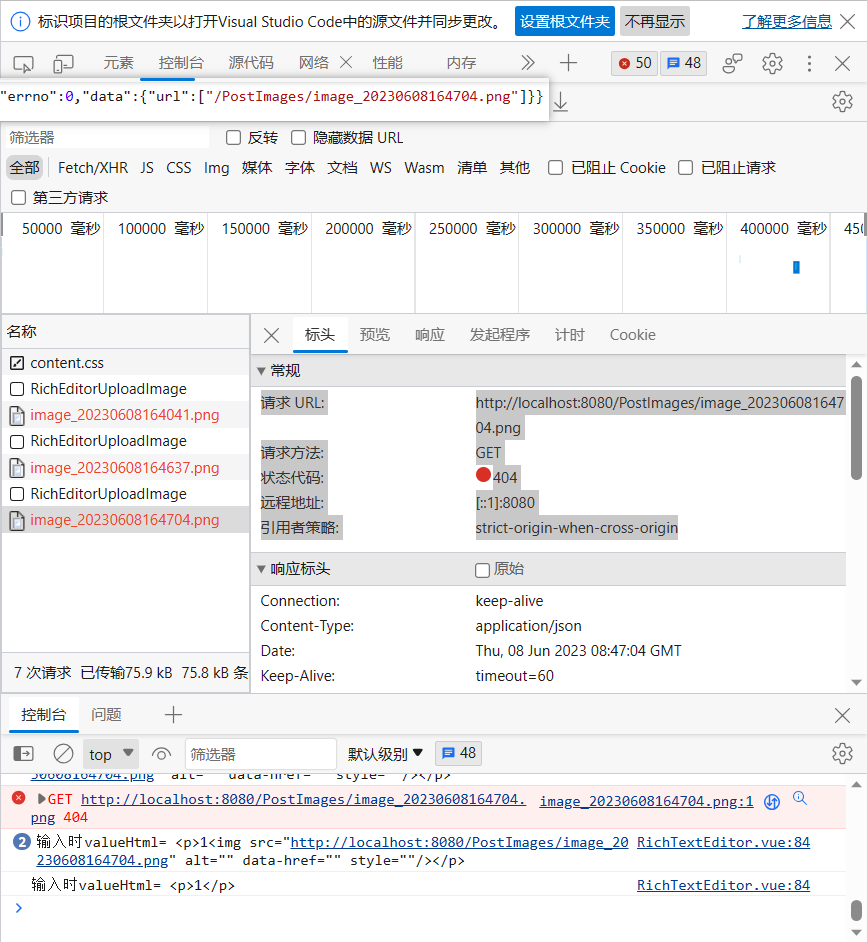 标识项目的根文件夹以打开Visual Studio Code中的源文件并同步更改。 设置根文件夹 不再显示 了解更多信息
元素 控制台 源代码 网络 性能 内存 50 48
"errno":0,"data":{"url":["/PostImages/image_20230608164704.png"]}}
筛选器 反转 隐藏数据 URL
全部 Fetch/XHR JS CSS Img 媒体 字体 文档 WS Wasm 清单 其他 已阻止 Cookie 已阻止请求
第三方请求
50000 毫秒 100000 毫秒 150000 毫秒 200000 毫秒 250000 毫秒 300000 毫秒 350000 毫秒 400000 毫秒 450
名称 标头 预览 响应 发起程序 计时 Cookie
content.css
RichEditorUploadImage
image_20230608164041.png
RichEditorUploadImage
image_20230608164637.png
RichEditorUploadImage
image_20230608164704.png
7 次请求 已传输75.9 kB 75.8 kB 条
常规
请求 URL: http://localhost:8080/PostImages/image_202306081647
04.png
请求方法: GET
状态代码: 404
远程地址: [::1]:8080
引用者策略: strict-origin-when-cross-origin
响应标头 原始
Connection: keep-alive
Content-Type: application/json
Date: Thu, 08 Jun 2023 08:47:04 GMT
Keep-Alive: timeout=60
控制台 问题
top 筛选器 默认级别 48
30608164704.png" alt="" data-href="" style=""/></p>
GET http://localhost:8080/PostImages/image_20230608164704. image_20230608164704.png:1
png 404
2 输入时valueHtml= <p>1<img src="http://localhost:8080/PostImages/image_20 RichTextEditor.vue:84
230608164704.png" alt="" data-href="" style=""/></p>
输入时valueHtml= <p>1</p> RichTextEditor.vue:84